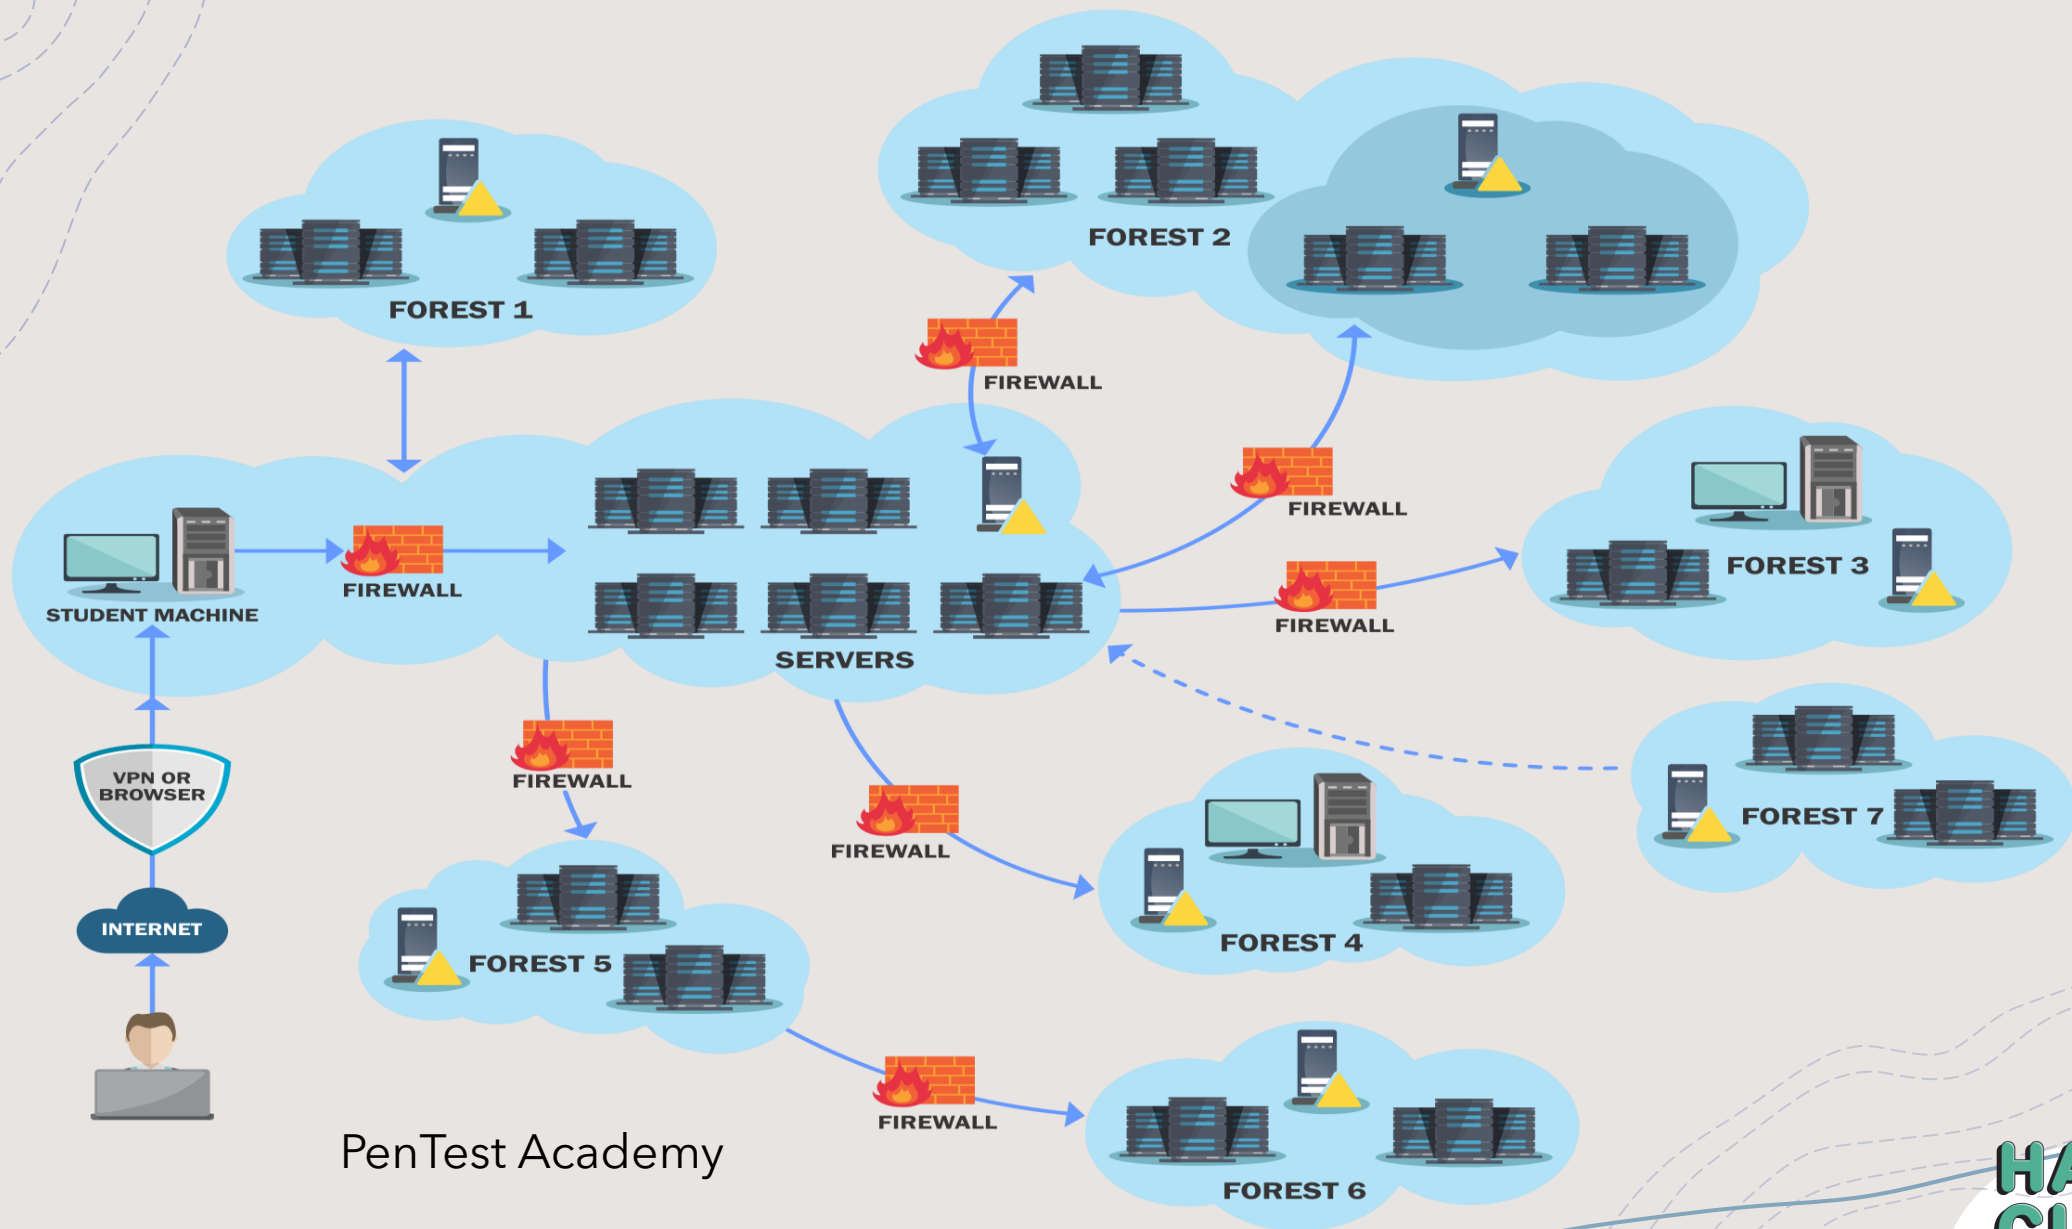 FOREST 1
FOREST 2
FIREWALL
FIREWALL
FIREWALL
STUDENT MACHINE
SERVERS
FOREST 3
FIREWALL
VPN OR
BROWSER
FIREWALL
FIREWALL
FOREST 7
INTERNET
FOREST 5
FOREST 4
FIREWALL
PenTest Academy
FOREST 6
HA